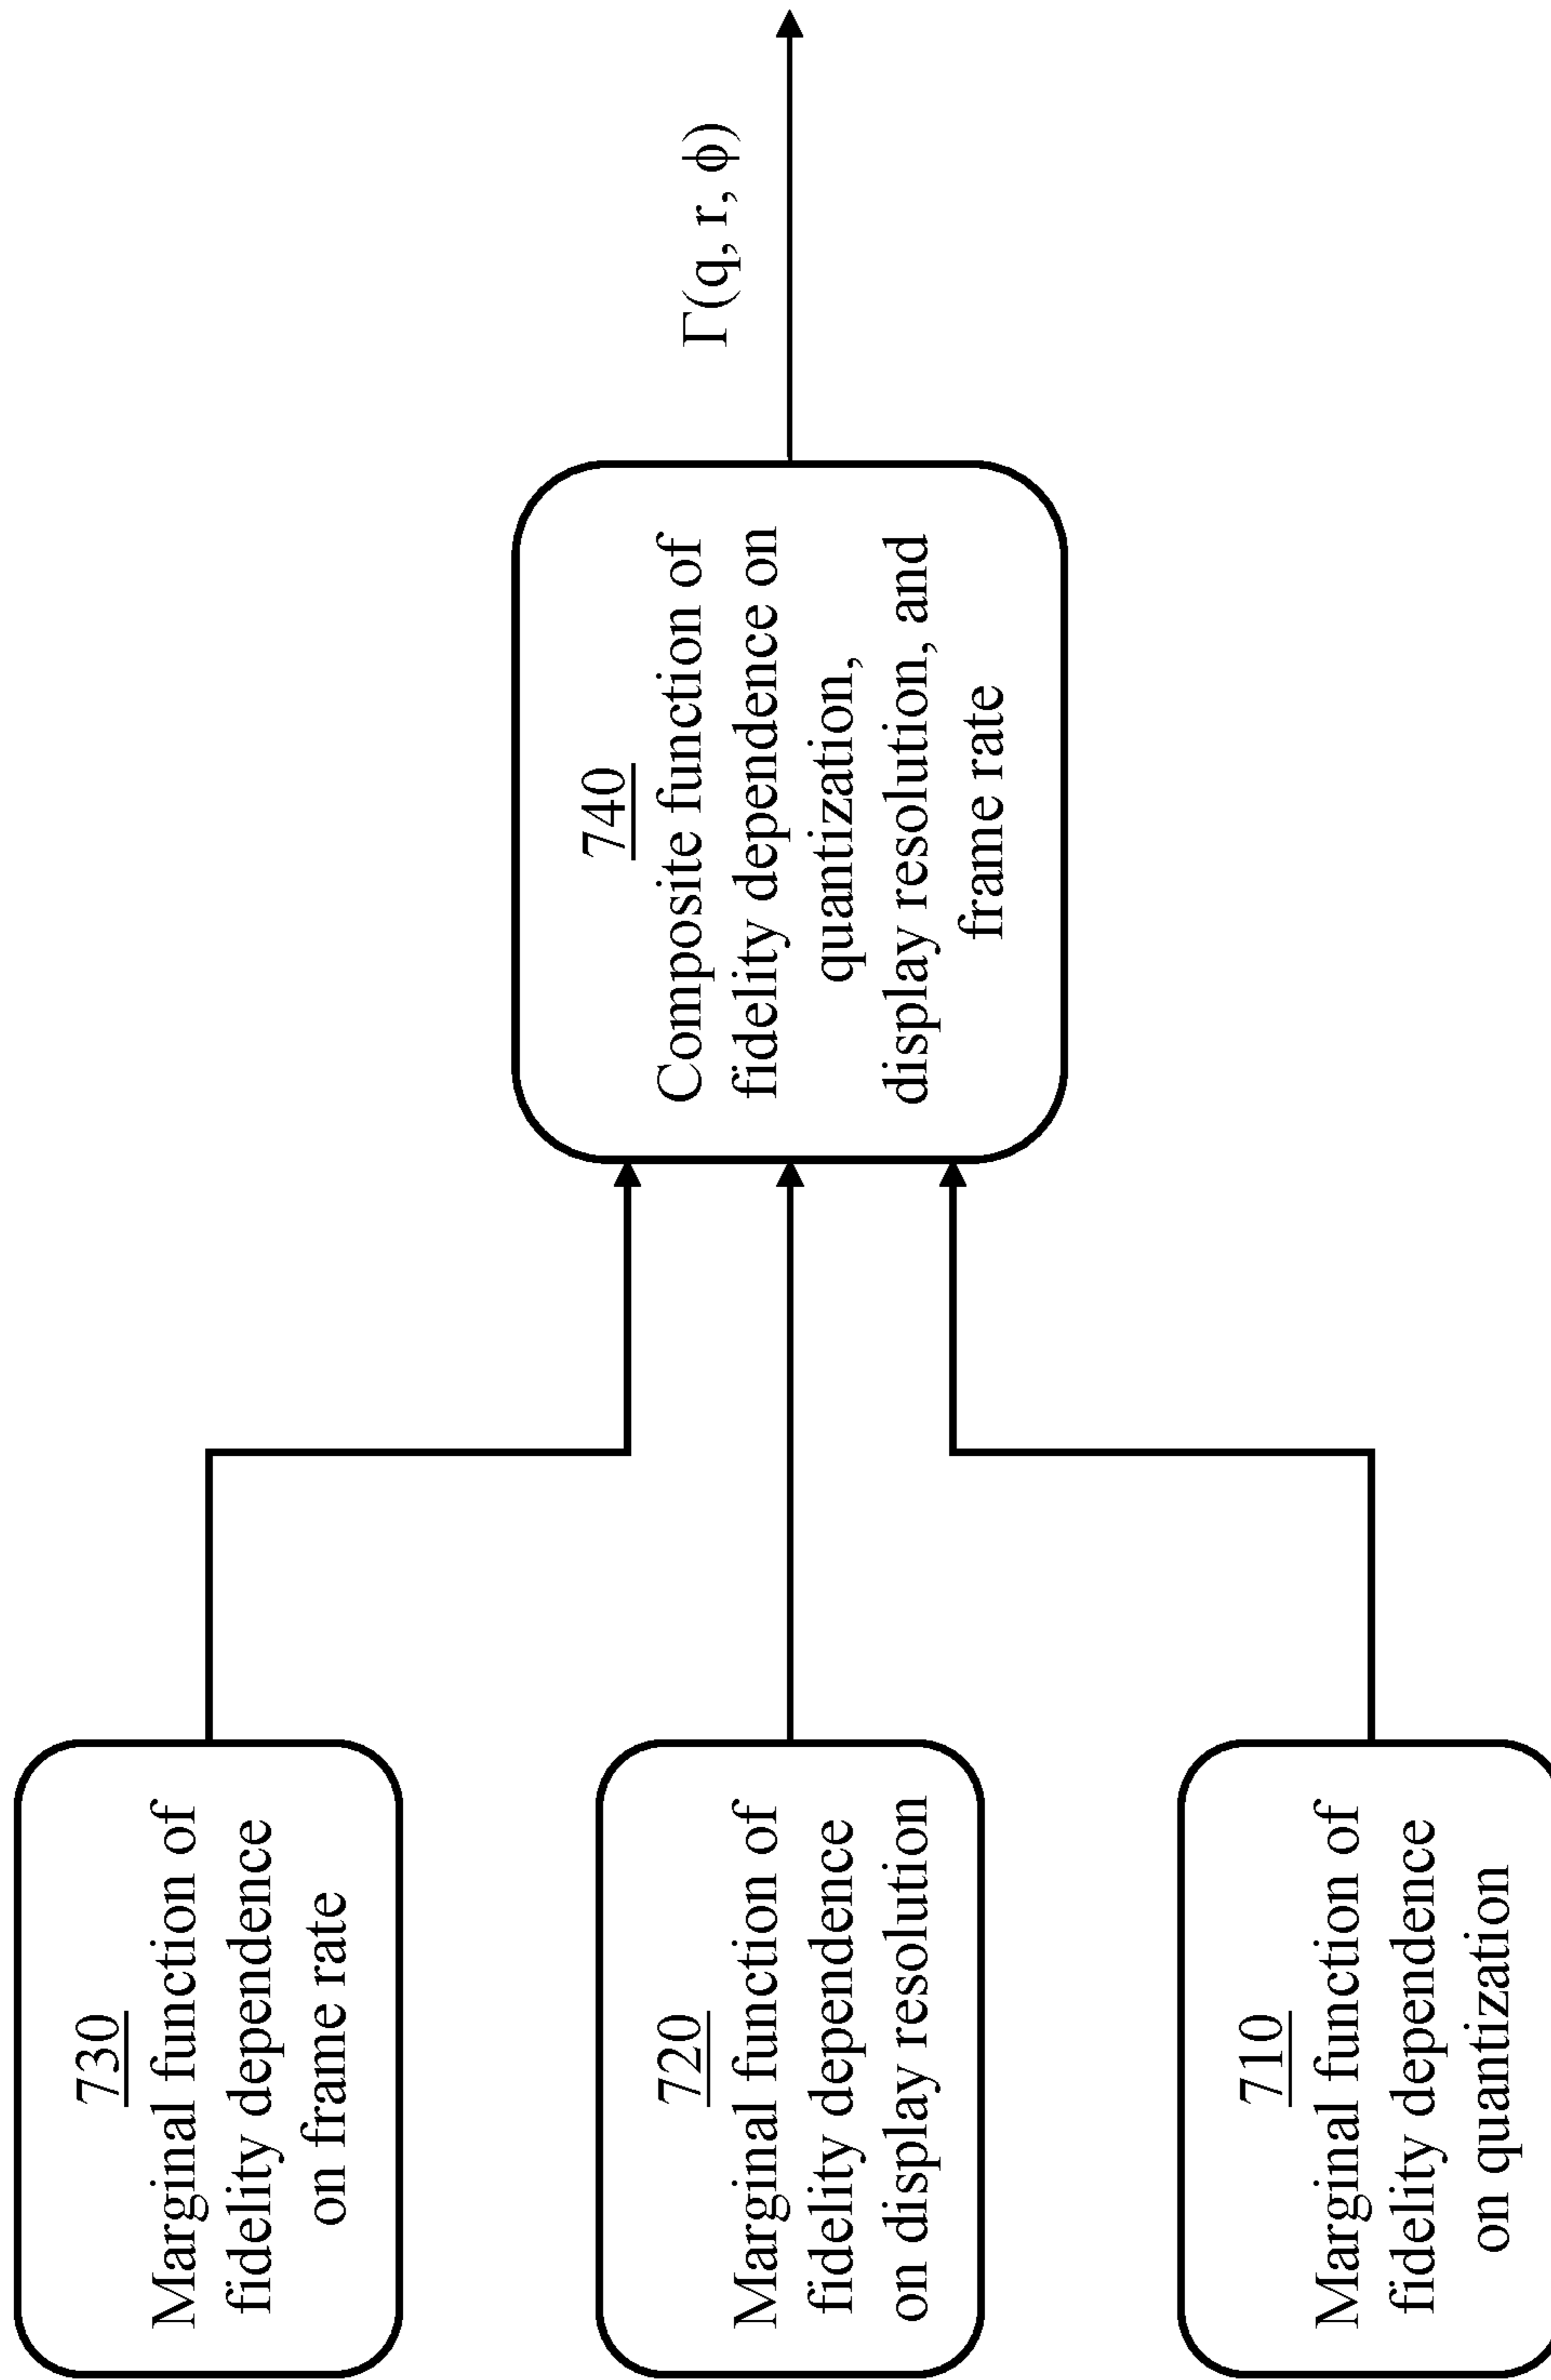 730
Marginal function of
fidelity dependence
on frame rate
720
Marginal function of
fidelity dependence
on display resolution
710
Marginal function of
fidelity dependence
on quantization
740
Composite function of
fidelity dependence on
quantization,
display resolution, and
frame rate
Γ(q, r, ϕ)